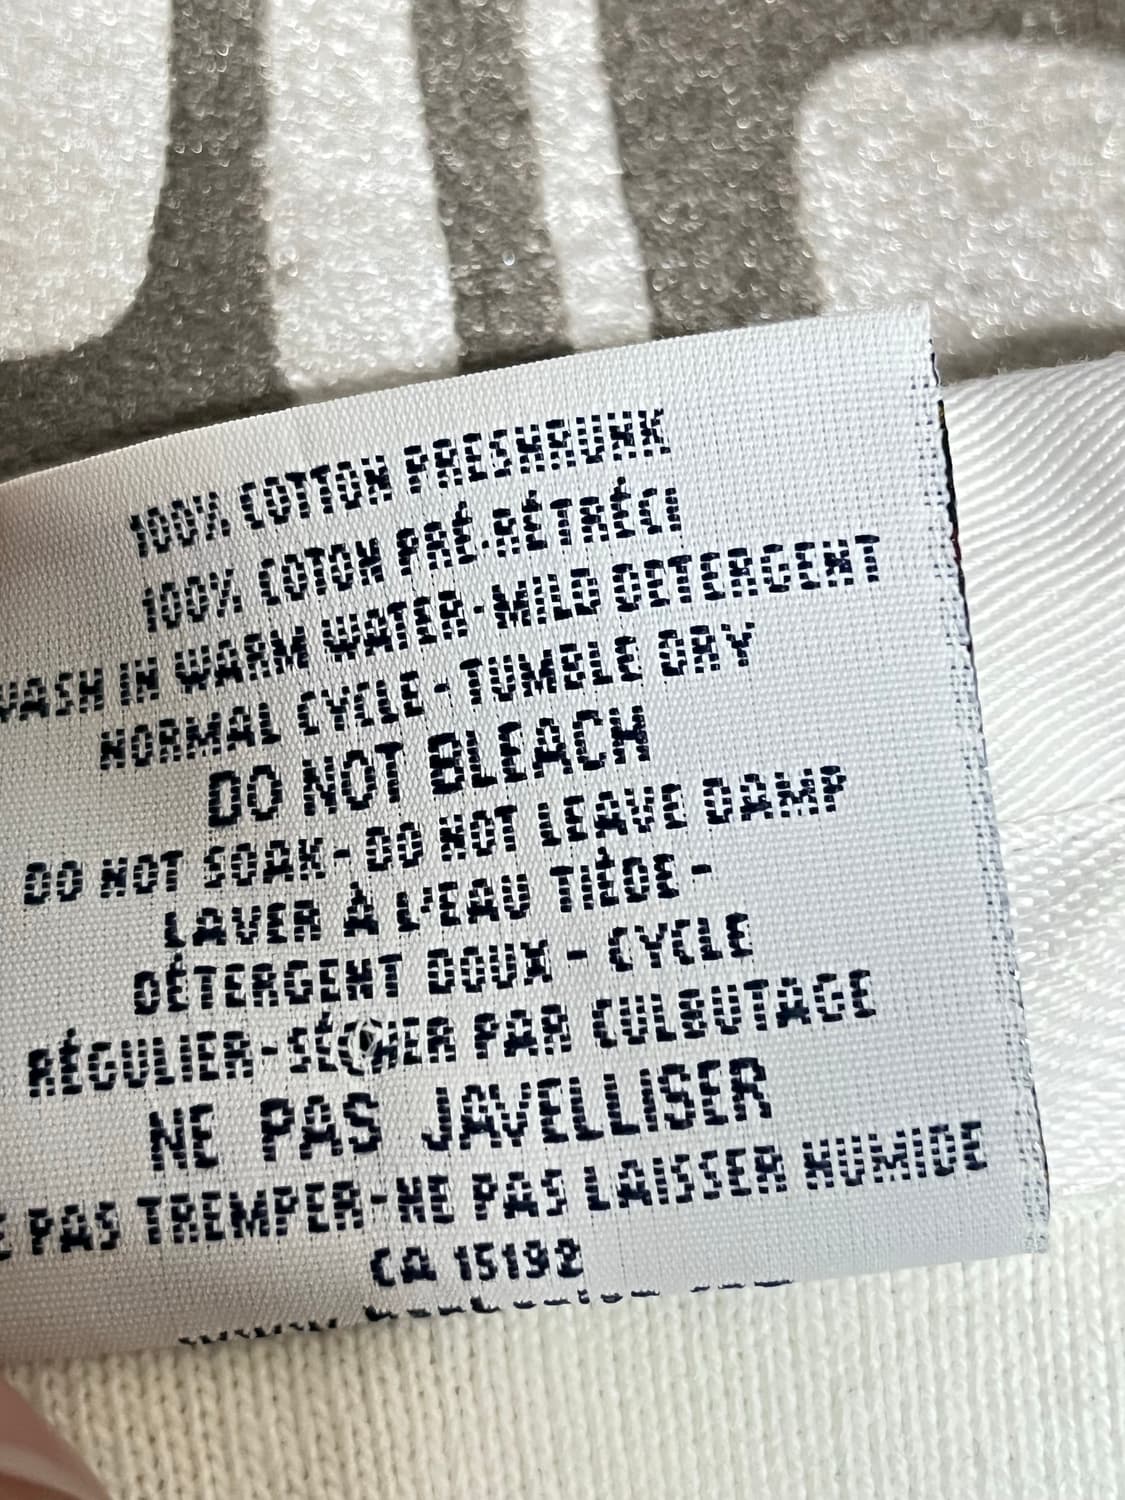 100% COTTON PRESHRUNK
100% COTON PRÉ-RÉTRÉCI
WASH IN WARM WATER-MILD DETERGENT
NORMAL CYCLE-TUMBLE DRY
DO NOT BLEACH
DO NOT SOAK-DO NOT LEAVE DAMP
LAVER À L'EAU TIÈDE-
DÉTERGENT DOUX - CYCLE
RÉGULIER-SÉCHER PAR CULBUTAGE
NE PAS JAVELLISER
E PAS TREMPER-NE PAS LAISSER HUMIDE
CA 15192